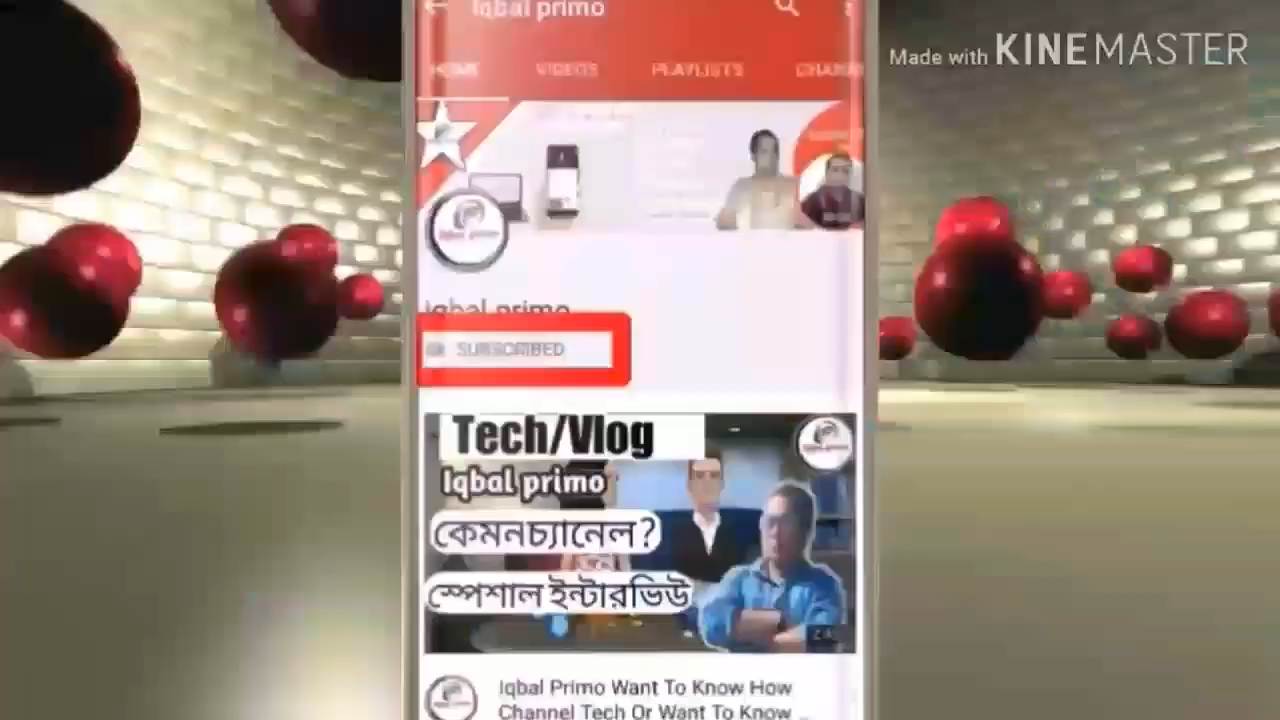 Iqbal primo
Made with KINEMASTER
HOME VIDEOS PLAYLISTS
Iqbal primo
SUBSCRIBED
Tech/Vlog
Iqbal primo
কেমনচ্যানেল?
স্পেশাল ইন্টারভিউ
Iqbal Primo Want To Know How
Channel Tech Or Want To Know